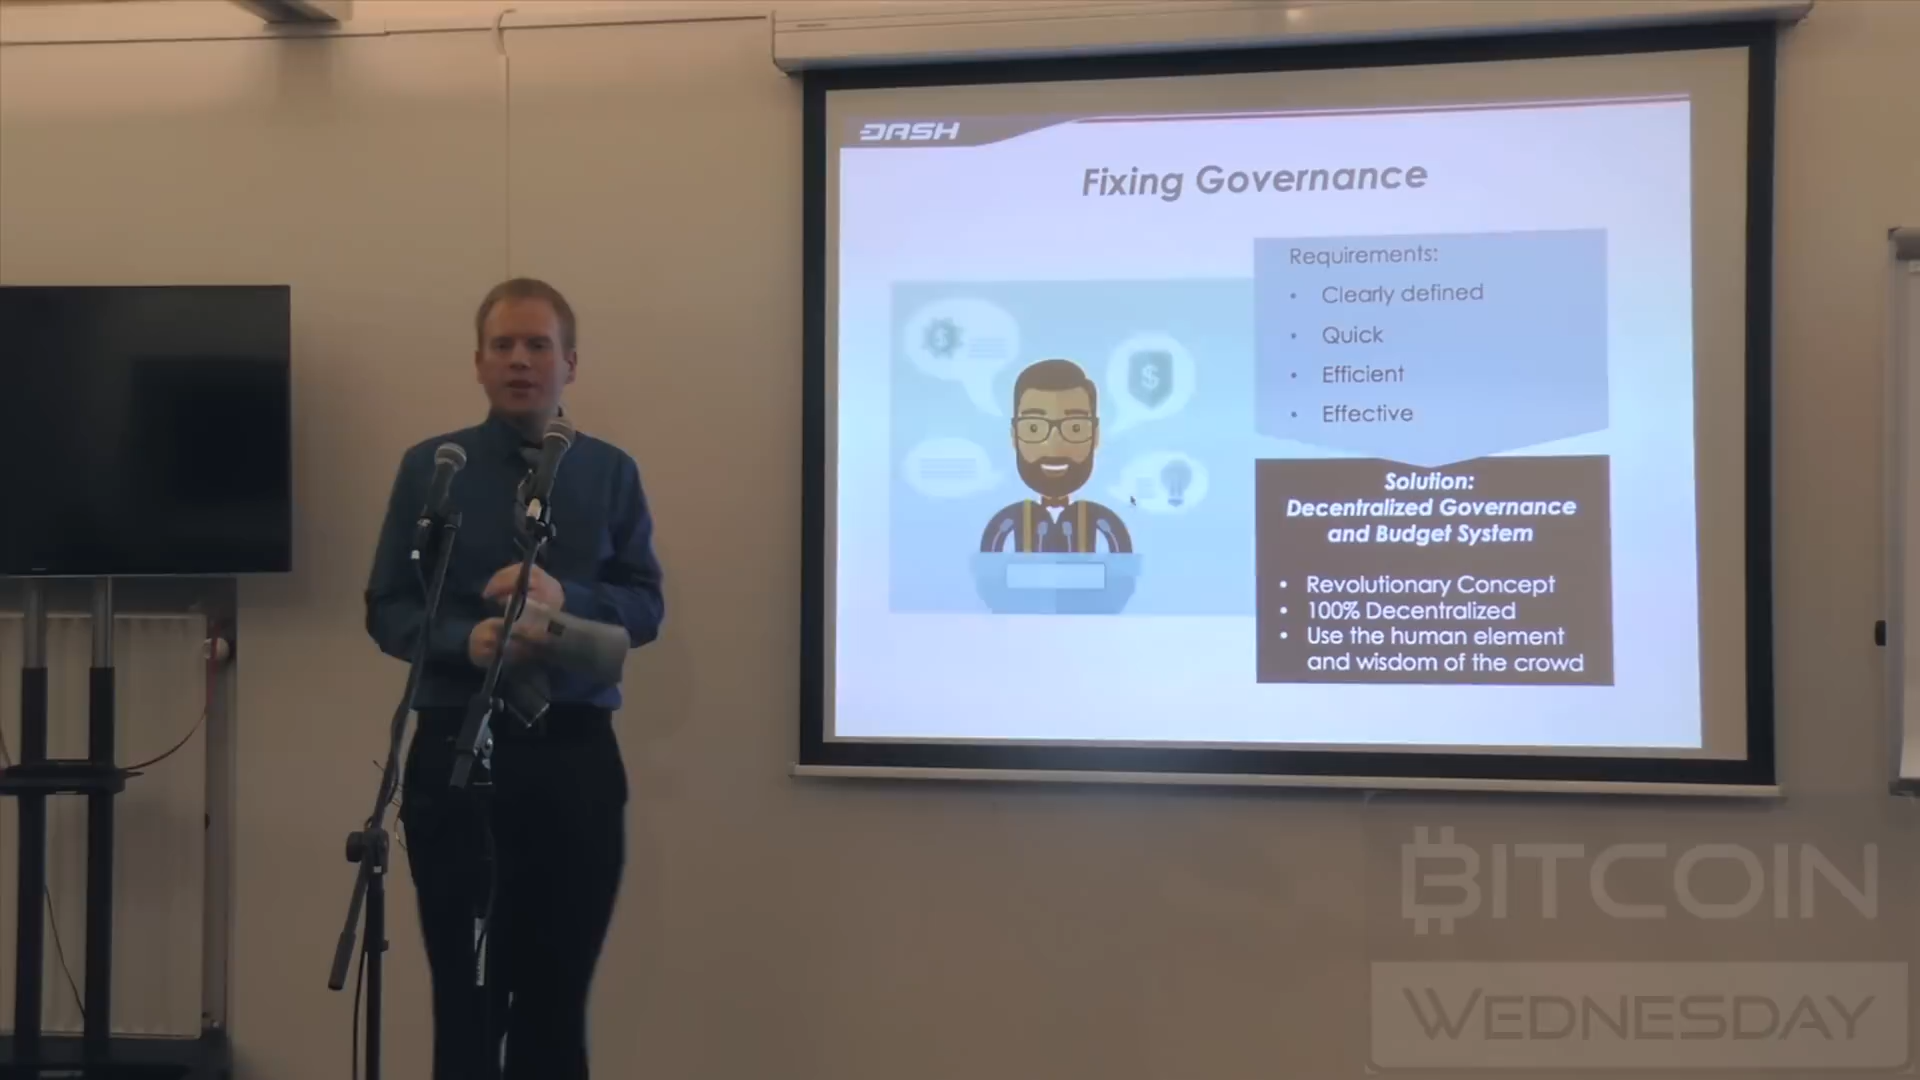 DASH
Fixing Governance
Requirements:
• Clearly defined
• Quick
• Efficient
• Effective
Solution:
Decentralized Governance
and Budget System
• Revolutionary Concept
• 100% Decentralized
• Use the human element
and wisdom of the crowd
$
$
BITCOIN
WEDNESDAY